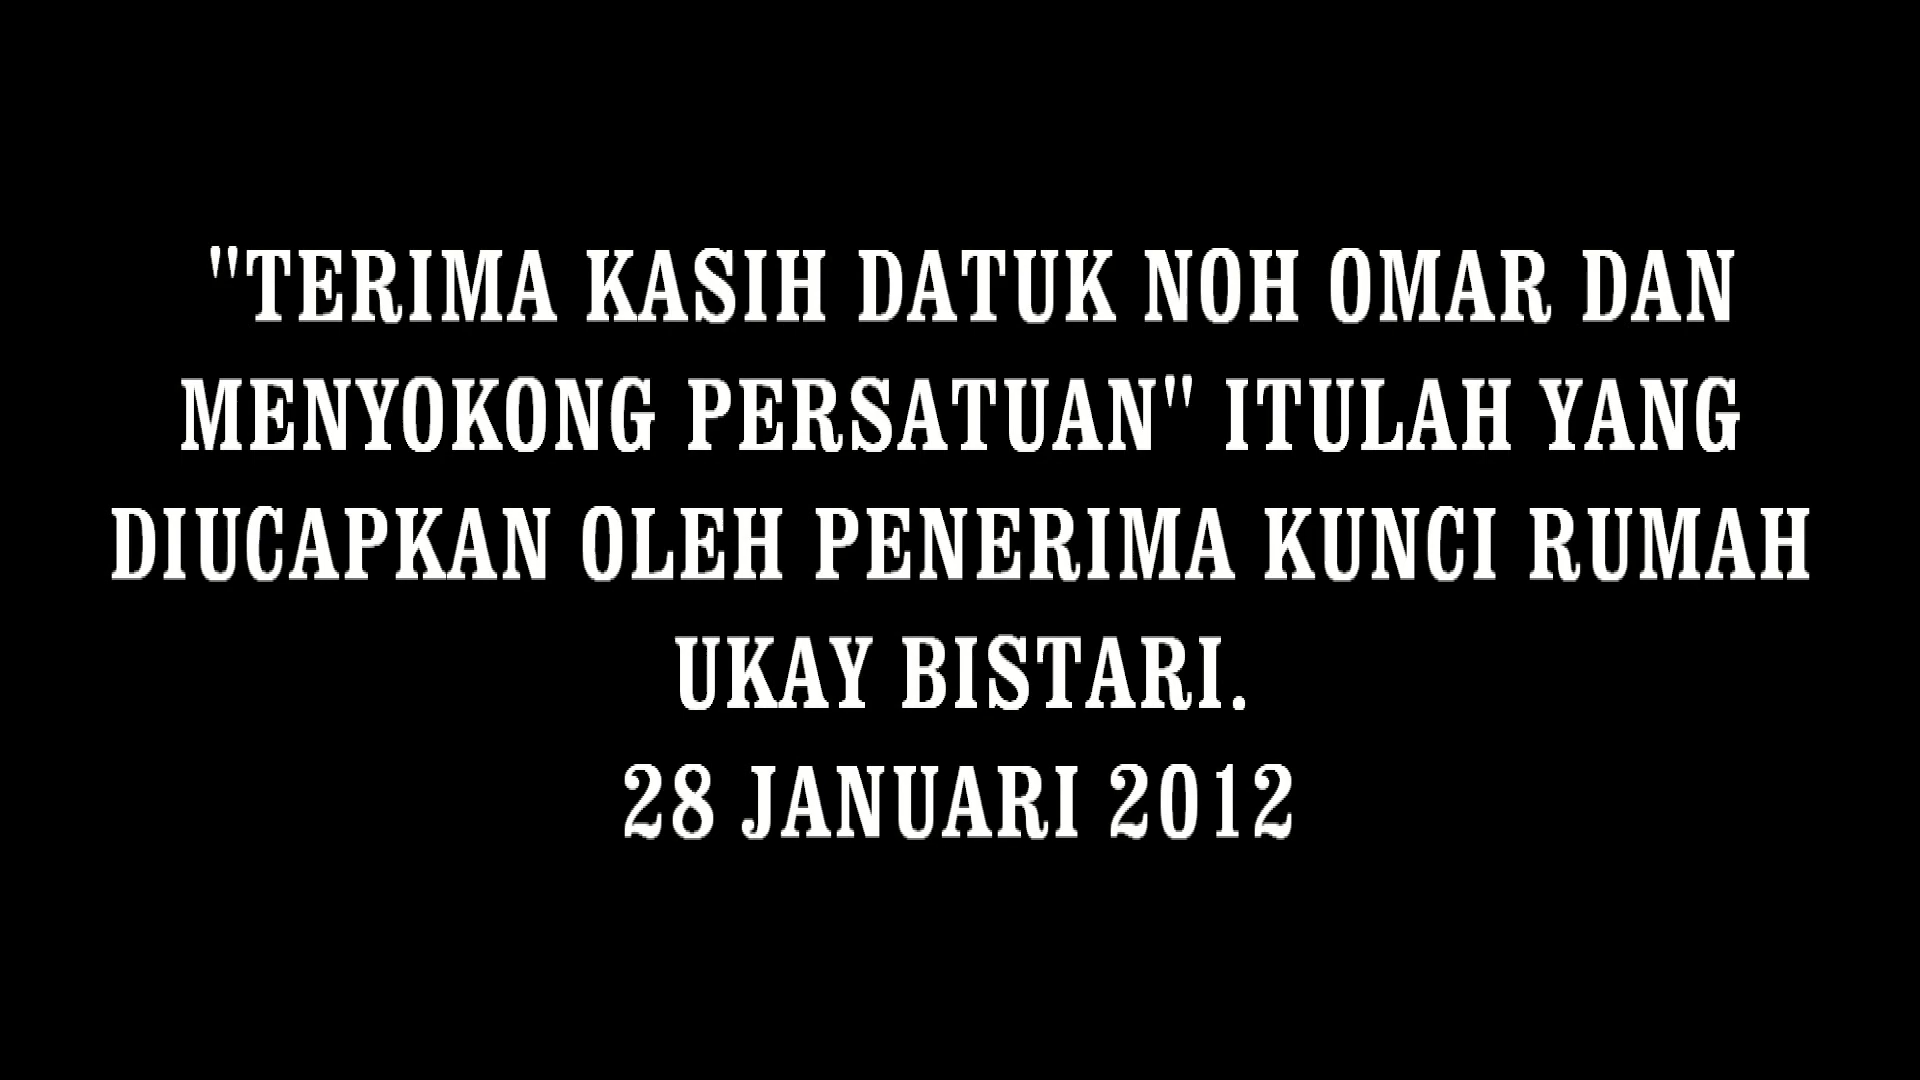 "TERIMA KASIH DATUK NOH OMAR DAN
MENYOKONG PERSATUAN" ITULAH YANG
DIUCAPKAN OLEH PENERIMA KUNCI RUMAH
UKAY BISTARI.
28 JANUARI 2012